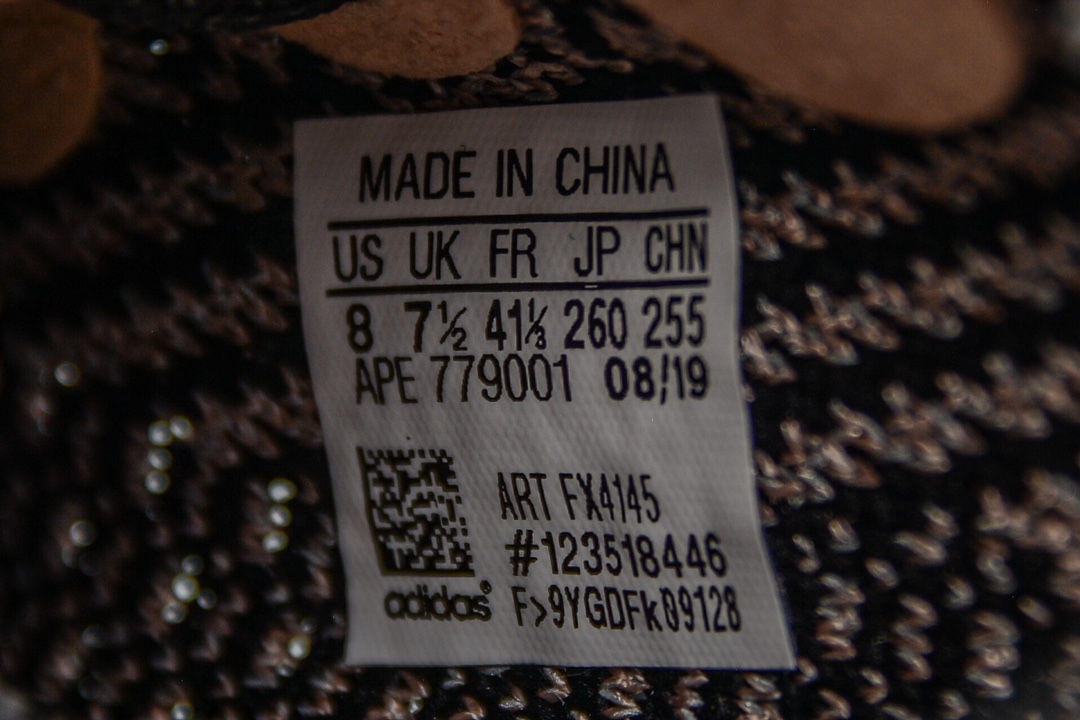 MADE IN CHINA
US UK FR JP CHN
8 7½ 41⅓ 260 255
APE 779001 08/19
ART FX4145
#123518446
adidas® F>9YGDFk09128